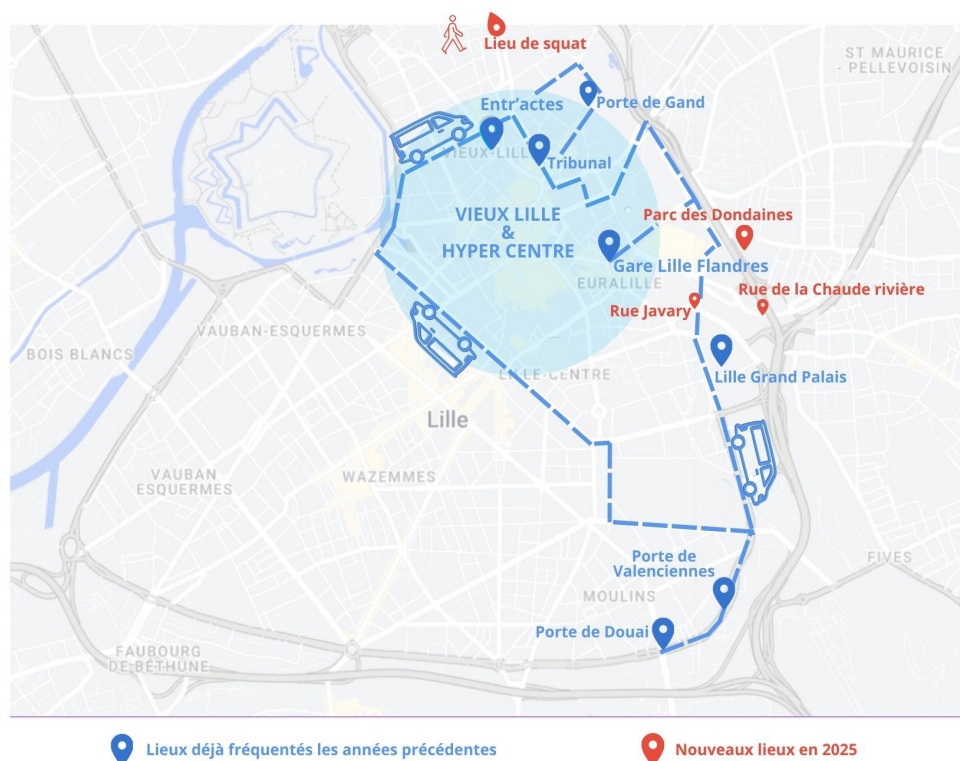 Lieu de squat
ST MAURICE
- PELLEVOISIN
Entr'actes
Porte de Gand
VIEUX-LILLE
Tribunal
VIEUX LILLE
&
HYPER CENTRE
Parc des Dondaines
Gare Lille Flandres
EURALILLE
Rue de la Chaude rivière
Rue Javary
VAUBAN-ESQUERMES
BOIS BLANCS
LILLE-CENTRE
Lille Grand Palais
Lille
WAZEMMES
VAUBAN
ESQUERMES
Porte de
Valenciennes
FIVES
MOULINS
Porte de Douai
FAUBOURG
DE BÉTHUNE
Lieux déjà fréquentés les années précédentes
Nouveaux lieux en 2025